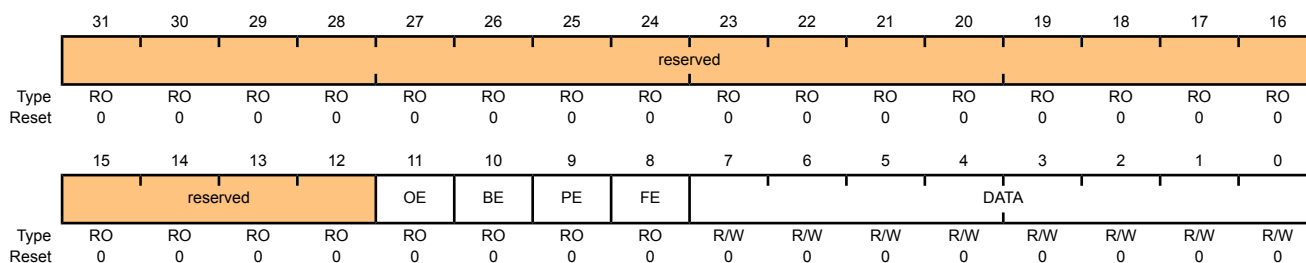 31 30 29 28 27 26 25 24 23 22 21 20 19 18 17 16
reserved
Type RO RO RO RO RO RO RO RO RO RO RO RO RO RO RO RO
Reset 0 0 0 0 0 0 0 0 0 0 0 0 0 0 0 0
15 14 13 12 11 10 9 8 7 6 5 4 3 2 1 0
reserved OE BE PE FE DATA
Type RO RO RO RO RO RO RO RO R/W R/W R/W R/W R/W R/W R/W R/W
Reset 0 0 0 0 0 0 0 0 0 0 0 0 0 0 0 0